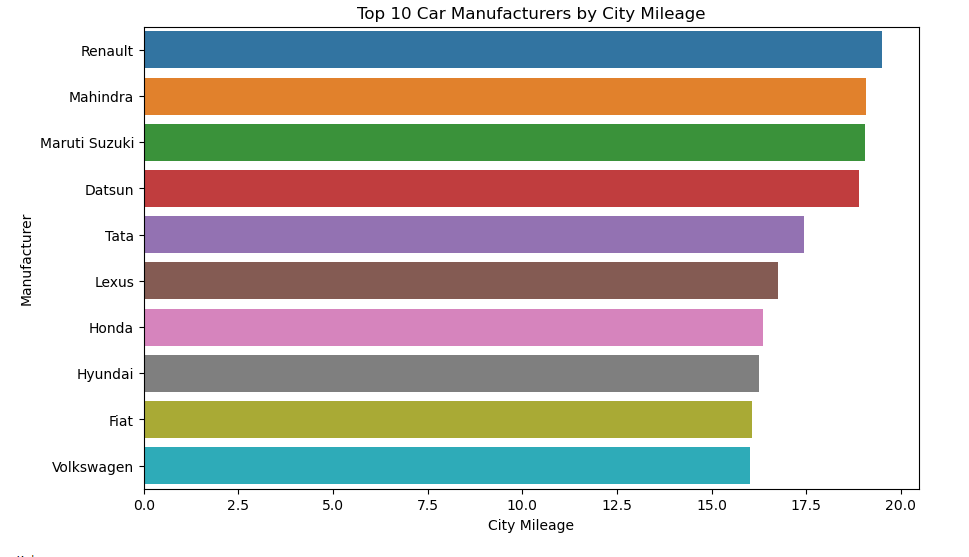 Top 10 Car Manufacturers by City Mileage
Renault
Mahindra
Maruti Suzuki
Datsun
Tata
Lexus
Honda
Hyundai
Fiat
Volkswagen
Manufacturer
0.0 2.5 5.0 7.5 10.0 12.5 15.0 17.5 20.0
City Mileage